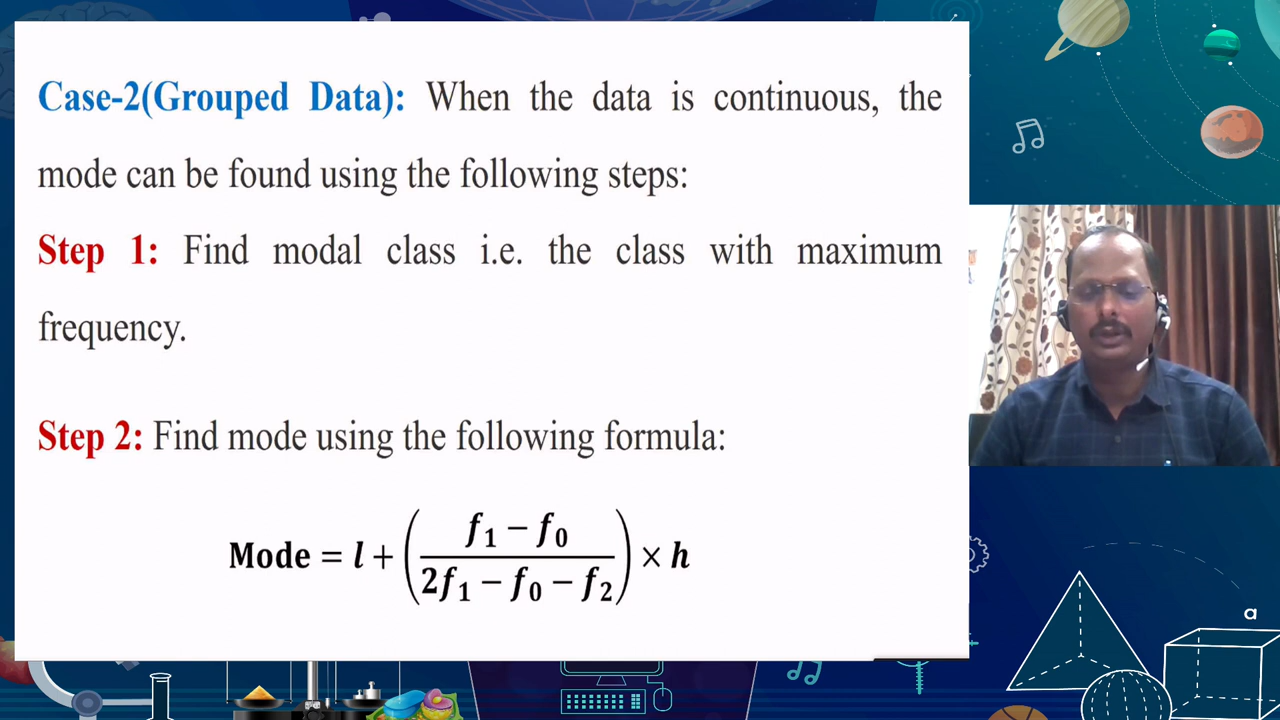 Case-2(Grouped Data): When the data is continuous, the
mode can be found using the following steps:
Step 1: Find modal class i.e. the class with maximum
frequency.
Step 2: Find mode using the following formula:
Mode = l + ( (f₁ − f₀) / (2f₁ − f₀ − f₂) ) × h
a